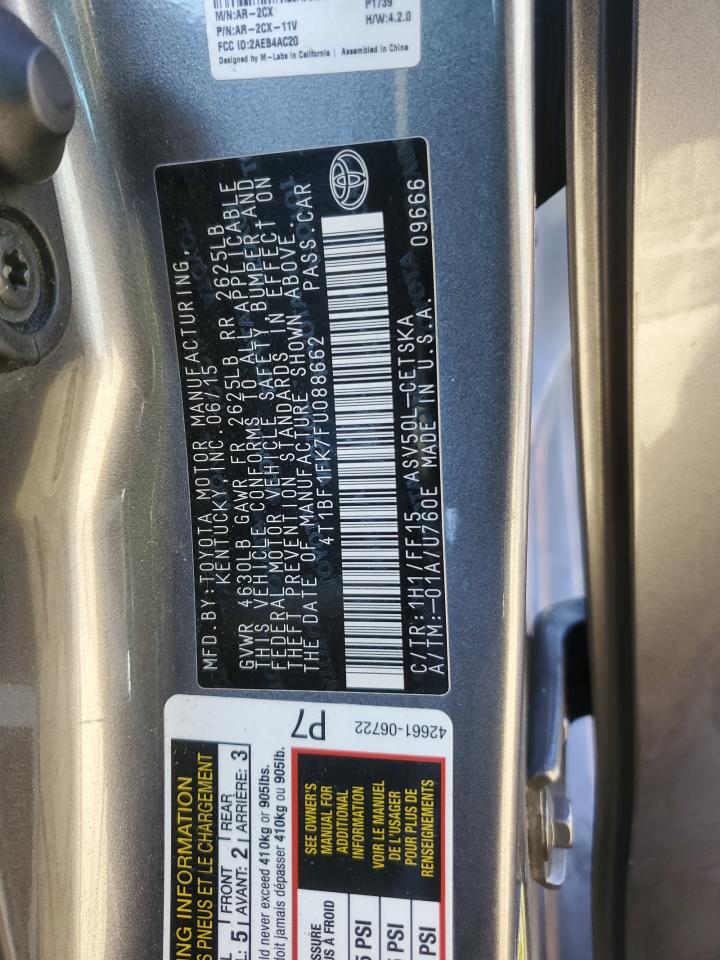 M/N:AR-2CX
P/N:AR-2CX-11V
FCC ID:2AEB4AC20
Designed by M-Labs in California
P1739
H/W:4.2.0
Assembled in China
MFD.BY:TOYOTA MOTOR MANUFACTURING,
KENTUCKY,INC.06/15
GVWR 4630LB GAWR FR 2625LB RR 2625LB
THIS VEHICLE CONFORMS TO ALL APPLICABLE
FEDERAL MOTOR VEHICLE SAFETY,BUMPER,AND
THEFT PREVENTION STANDARDS IN EFFECT ON
THE DATE OF MANUFACTURE SHOWN ABOVE.
4T1BF1FK7FU088662 PASS.CAR
C/TR:1H1/FF15 ASV50L-CETSKA
A/TM:-01A/U760E MADE IN U.S.A. 09666
ING INFORMATION
PNEUS ET LE CHARGEMENT
5 FRONT AVANT: 2 REAR ARRIÈRE: 3
never exceed 410kg or 905lbs.
doit jamais dépasser 410kg ou 905lb.
P7
42661-06722
À FROID
PSI
PSI
PSI
SEE OWNER'S
MANUAL FOR
ADDITIONAL
INFORMATION
VOIR LE MANUEL
DE L'USAGER
POUR PLUS DE
RENSEIGNEMENTS